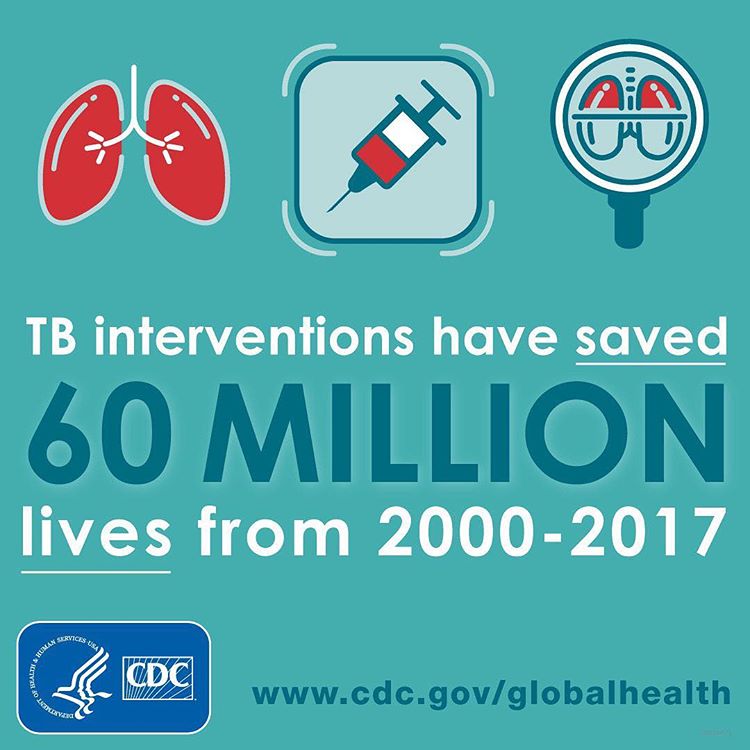 TB interventions have saved
60 MILLION
lives from 2000-2017
DEPARTMENT OF HEALTH & HUMAN SERVICES·USA
CDC
www.cdc.gov/globalhealth